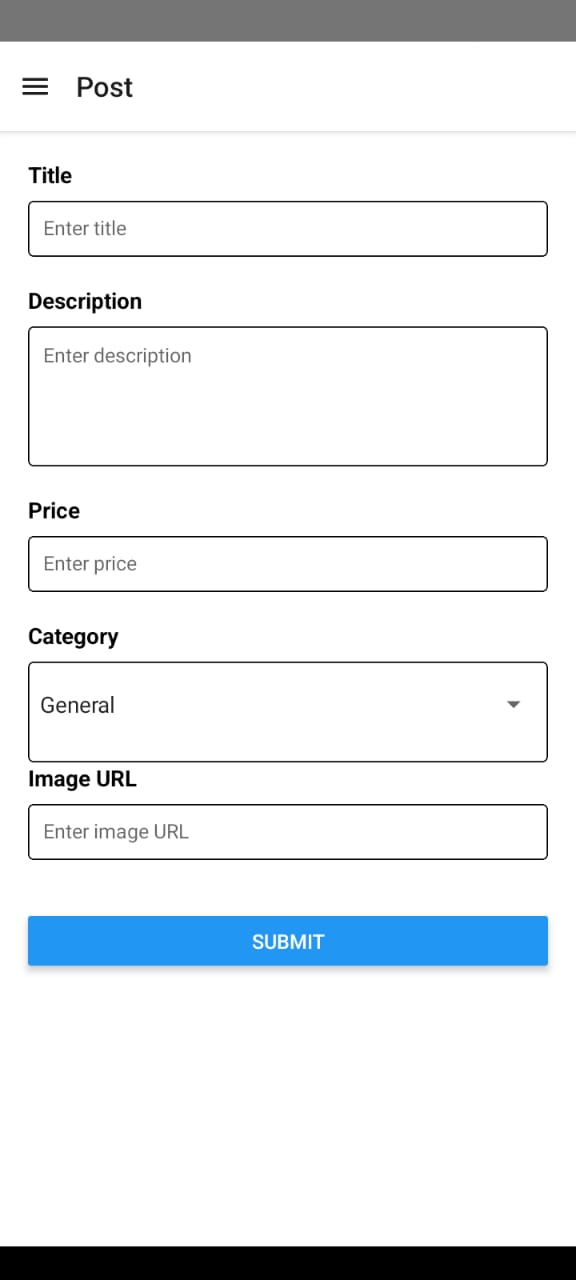 Post
Title
Enter title
Description
Enter description
Price
Enter price
Category
General
Image URL
Enter image URL
SUBMIT